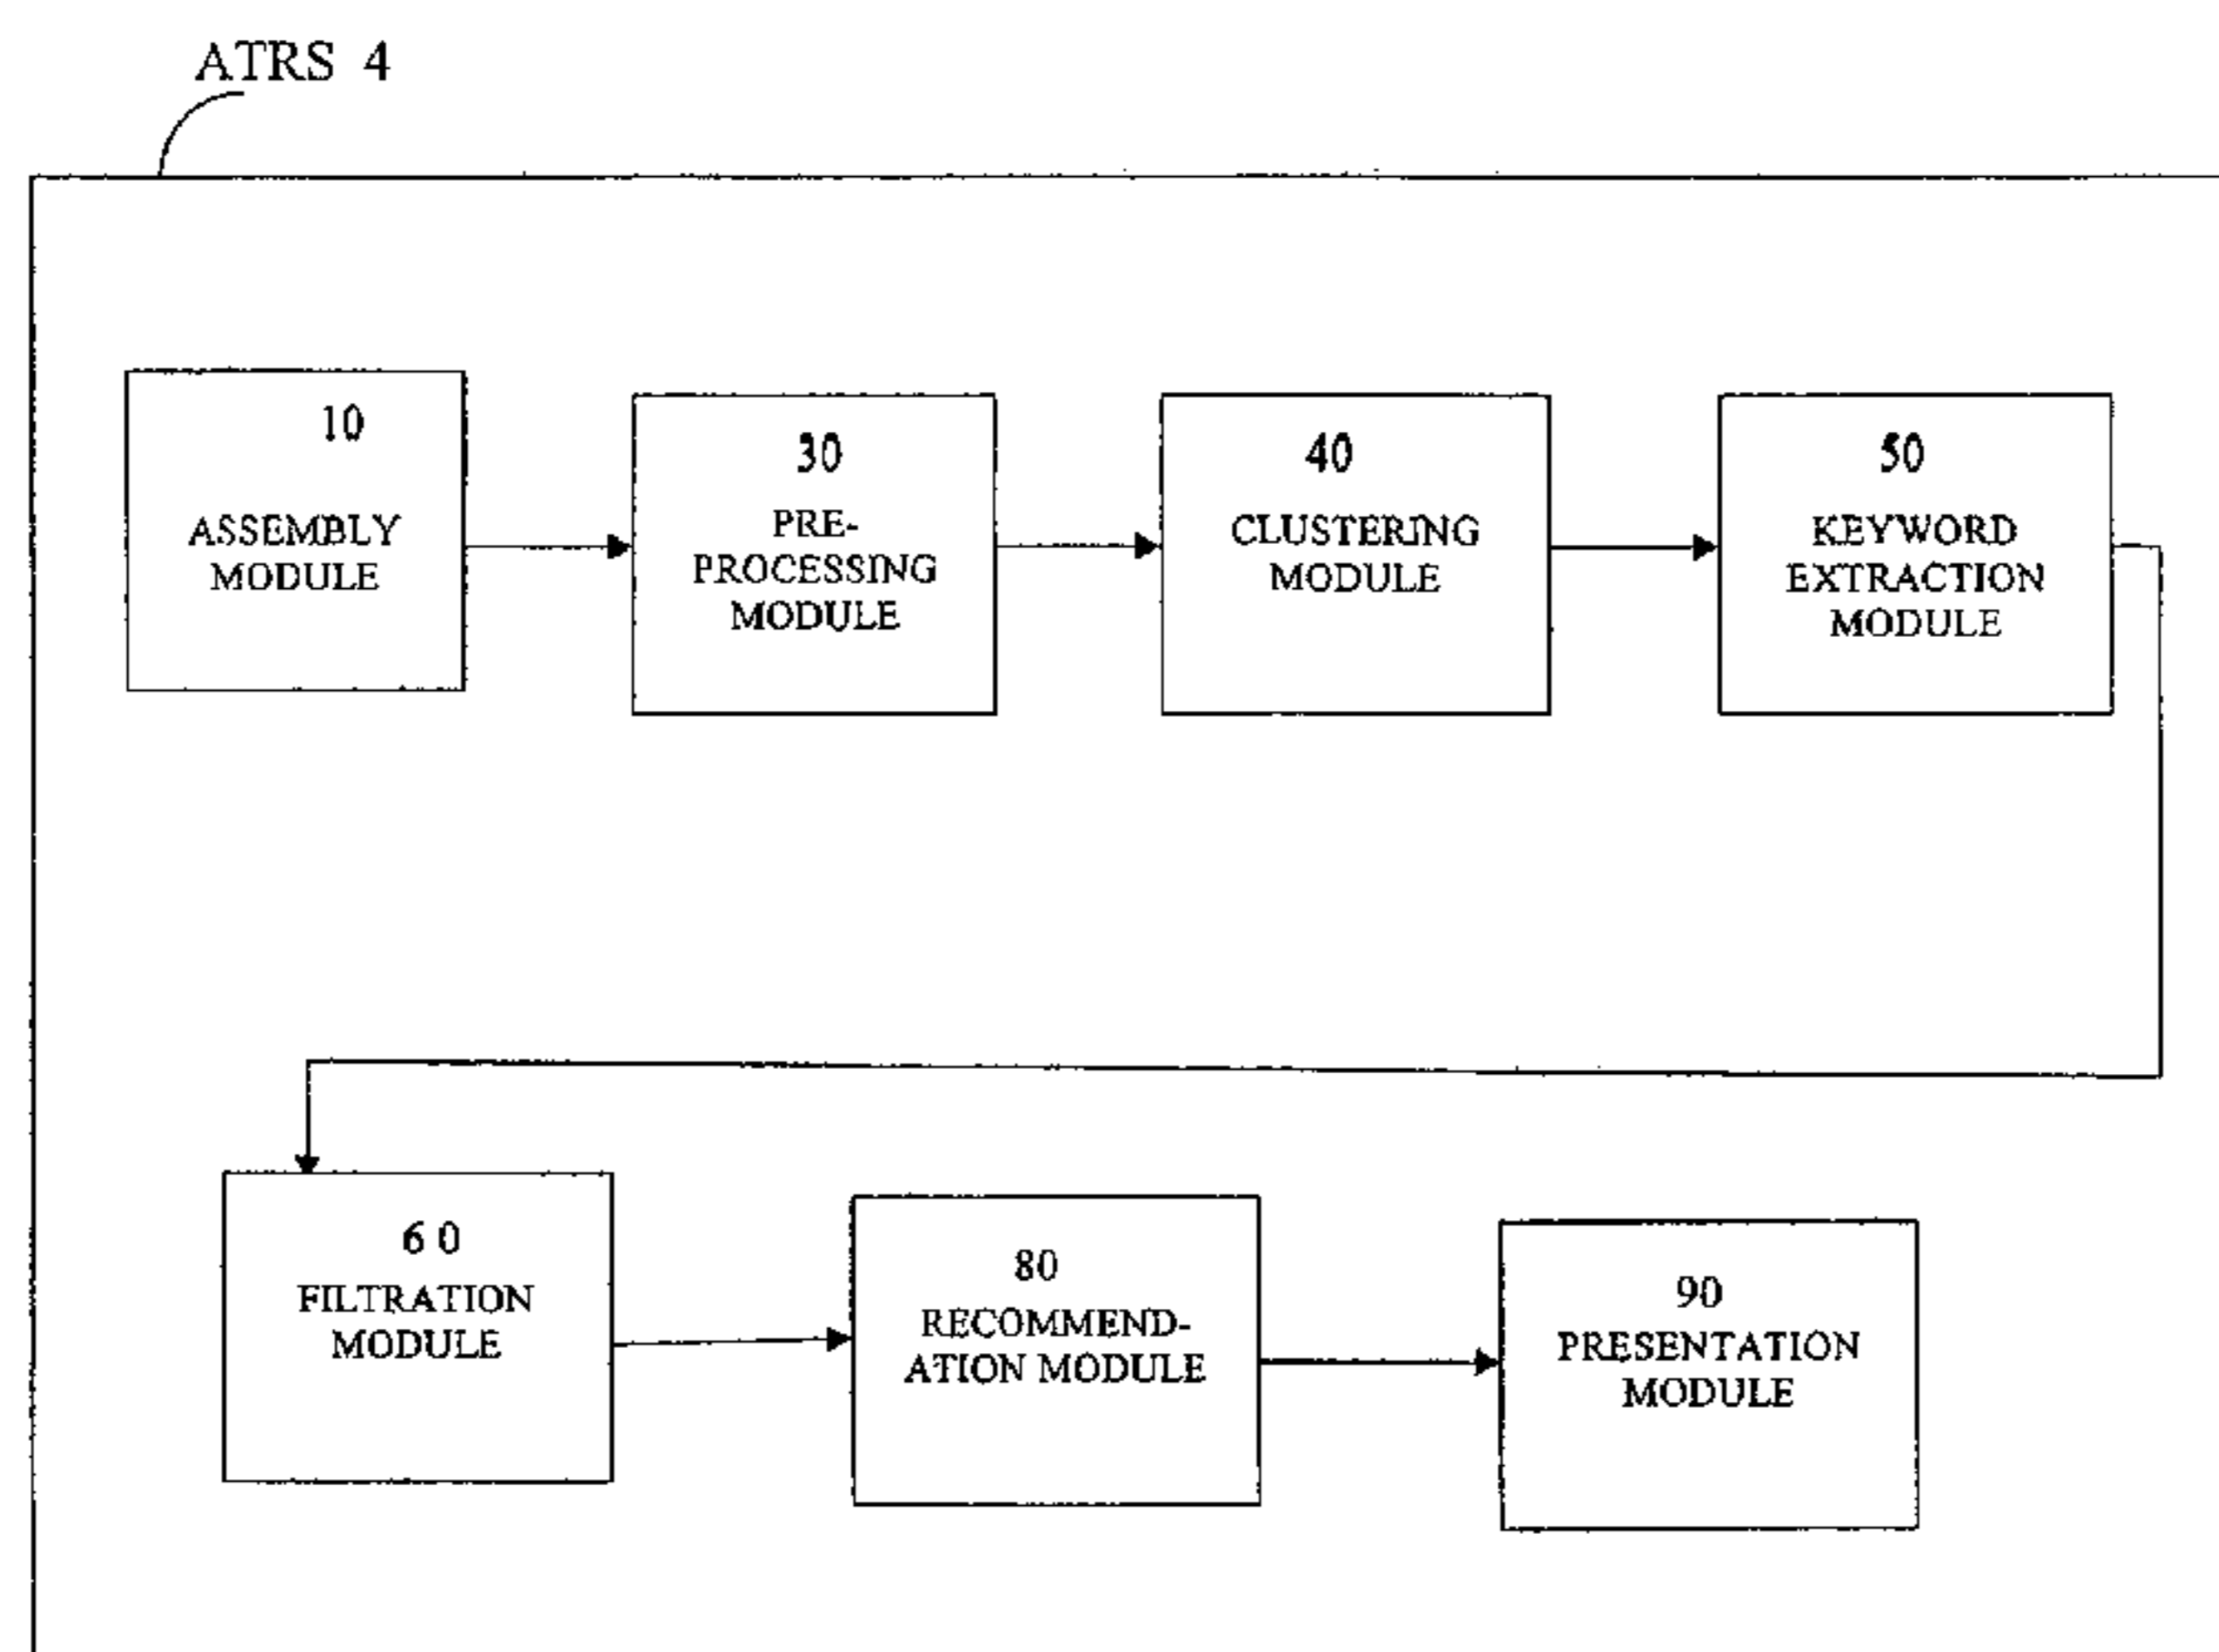 ATRS 4
10
ASSEMBLY
MODULE
30
PRE-
PROCESSING
MODULE
40
CLUSTERING
MODULE
50
KEYWORD
EXTRACTION
MODULE
6 0
FILTRATION
MODULE
80
RECOMMEND-
ATION MODULE
90
PRESENTATION
MODULE